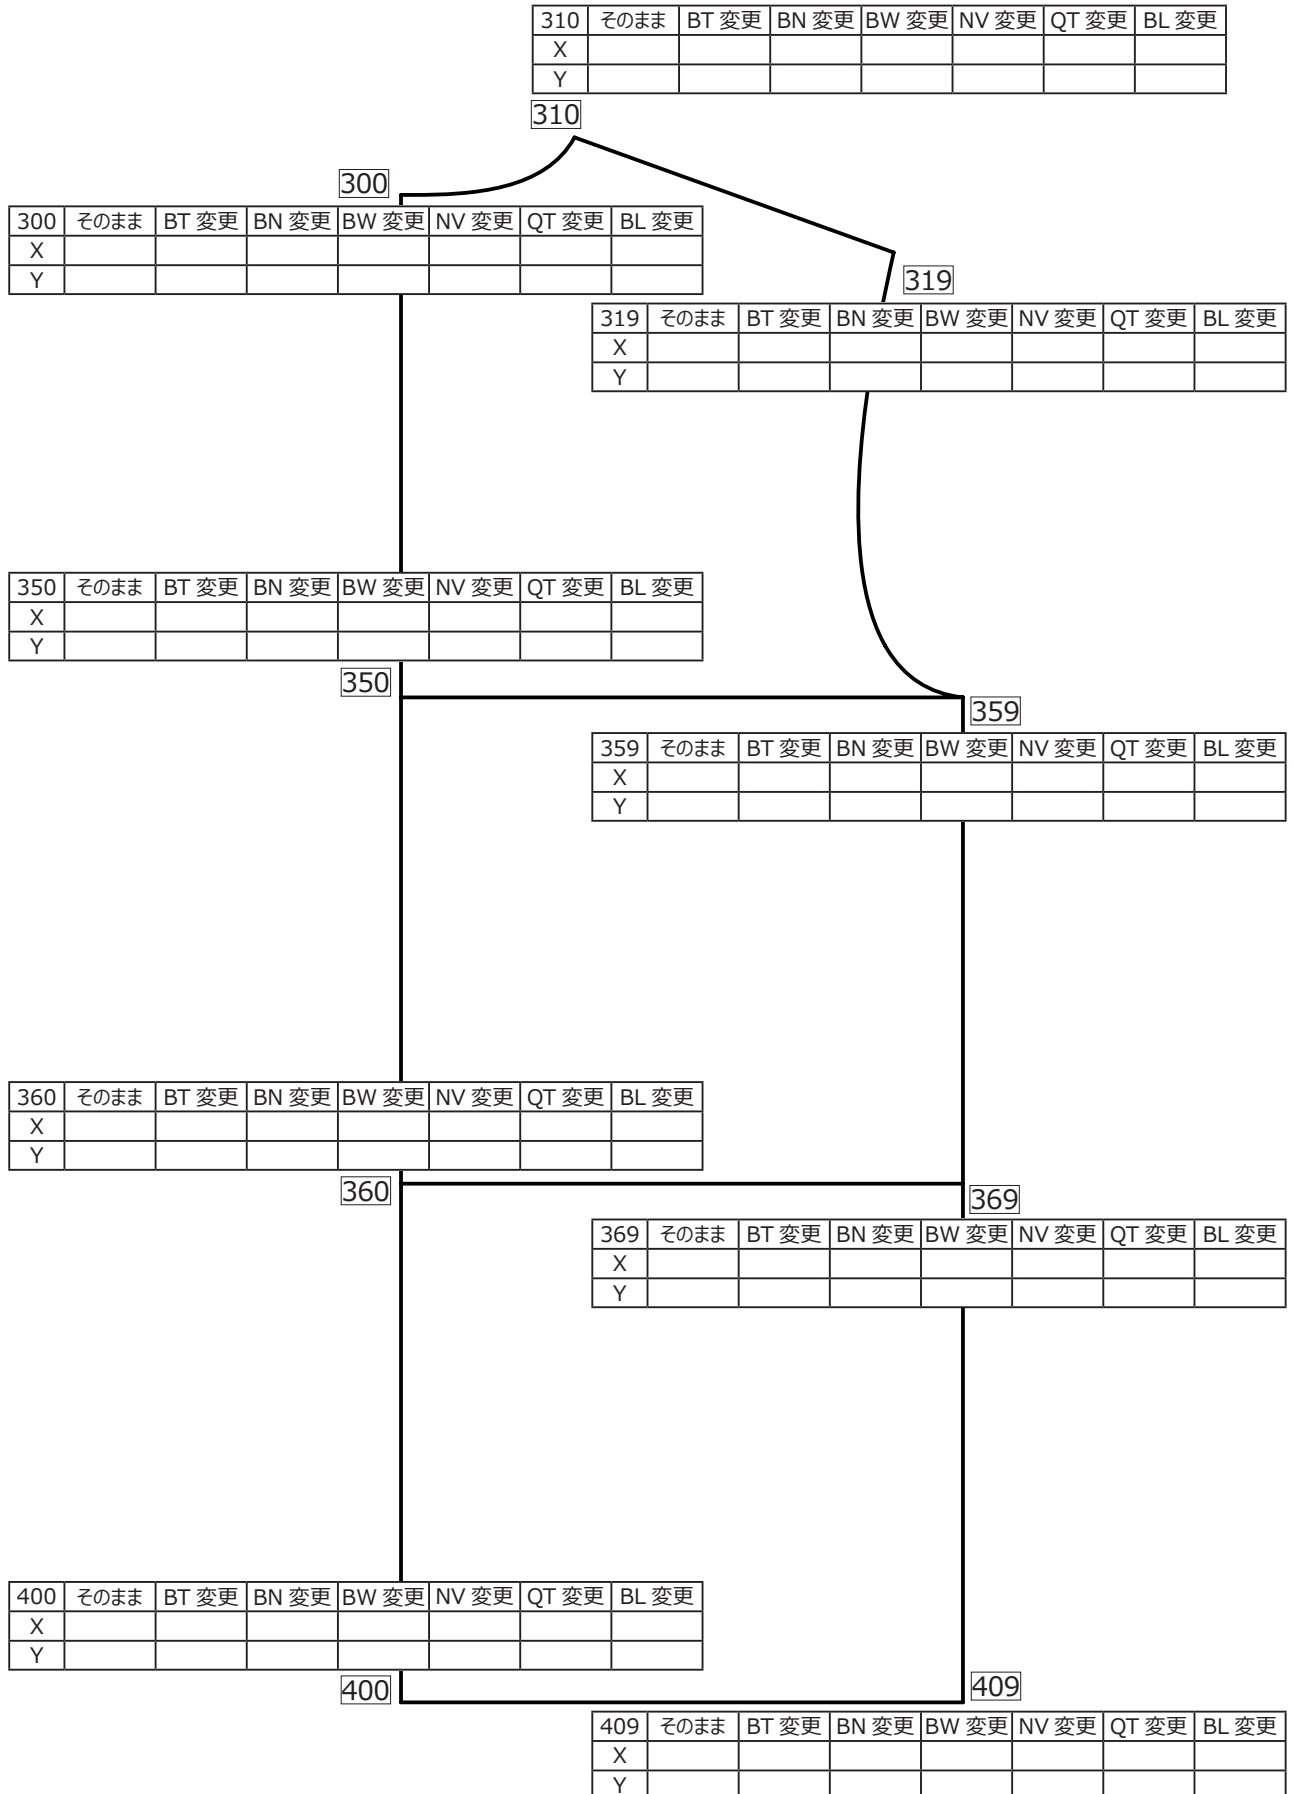 310 そのまま BT 変更 BN 変更 BW 変更 NV 変更 QT 変更 BL 変更
X
Y
310
300
300 そのまま BT 変更 BN 変更 BW 変更 NV 変更 QT 変更 BL 変更
X
Y
319
319 そのまま BT 変更 BN 変更 BW 変更 NV 変更 QT 変更 BL 変更
X
Y
350 そのまま BT 変更 BN 変更 BW 変更 NV 変更 QT 変更 BL 変更
X
Y
350
359
359 そのまま BT 変更 BN 変更 BW 変更 NV 変更 QT 変更 BL 変更
X
Y
360 そのまま BT 変更 BN 変更 BW 変更 NV 変更 QT 変更 BL 変更
X
Y
360
369
369 そのまま BT 変更 BN 変更 BW 変更 NV 変更 QT 変更 BL 変更
X
Y
400 そのまま BT 変更 BN 変更 BW 変更 NV 変更 QT 変更 BL 変更
X
Y
400
409
409 そのまま BT 変更 BN 変更 BW 変更 NV 変更 QT 変更 BL 変更
X
Y